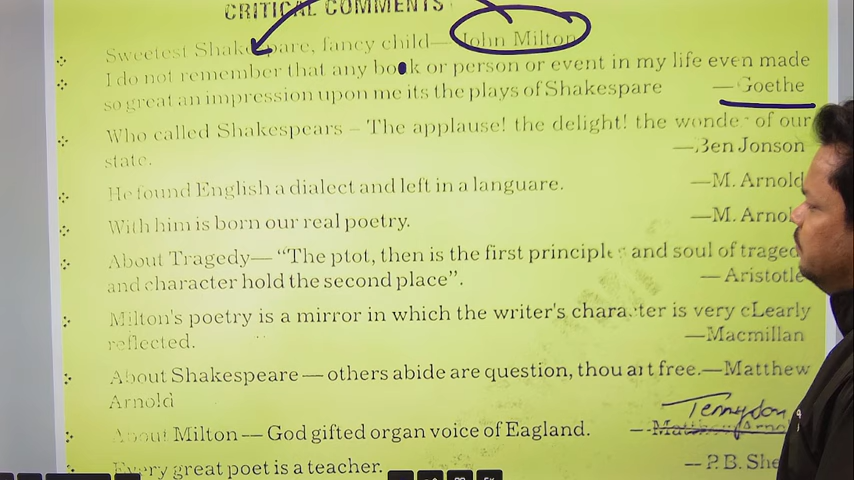 CRITICAL COMMENTS
Sweetest Shakespare, fancy child— John Milton
I do not remember that any book or person or event in my life even made
so great an impression upon me its the plays of Shakespare — Goethe
Who called Shakespears – The applause! the delight! the wonder of our
state. —Ben Jonson
He found English a dialect and left in a languare. —M. Arnold
With him is born our real poetry. —M. Arnol
About Tragedy— “The ptot, then is the first principles and soul of traged
and character hold the second place”. — Aristotle
Milton's poetry is a mirror in which the writer's character is very cLearly
reflected. —Macmillan
About Shakespeare — others abide are question, thou art free.—Matthew
Arnold
Tennyson
About Milton — God gifted organ voice of Eagland. — Matthew Arno
Every great poet is a teacher. — P.B. She